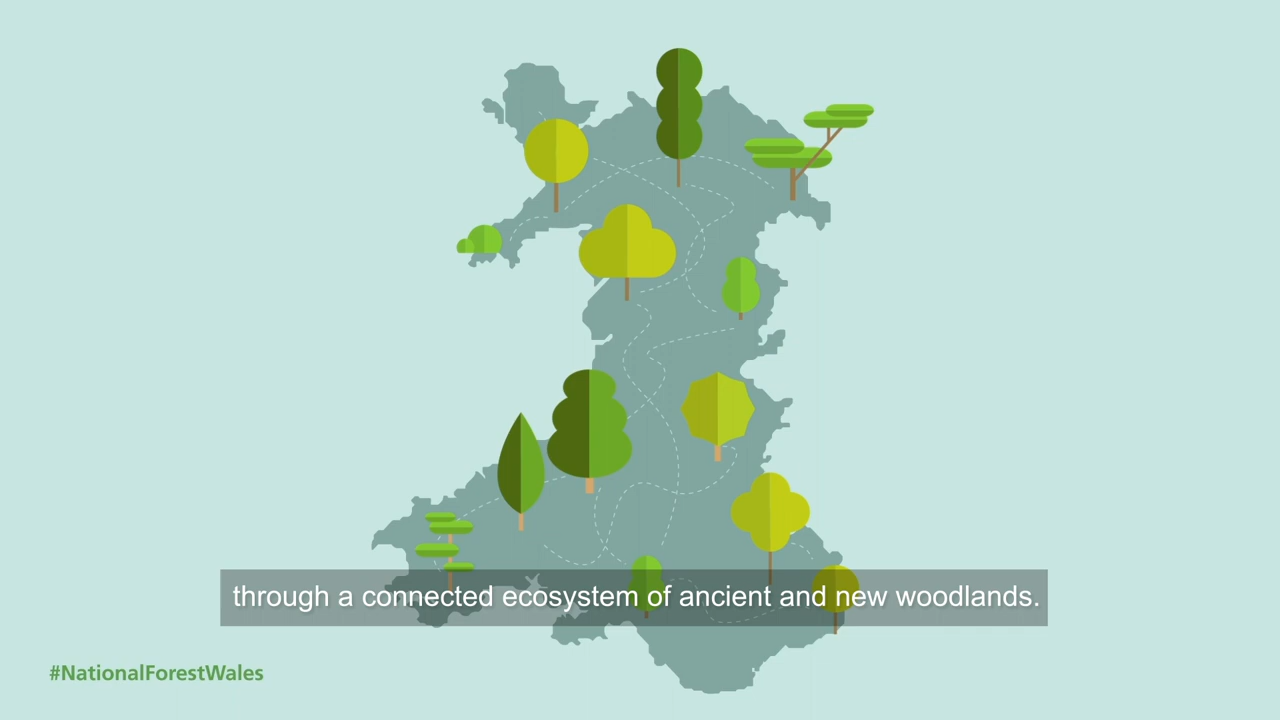 through a connected ecosystem of ancient and new woodlands.
#NationalForestWales